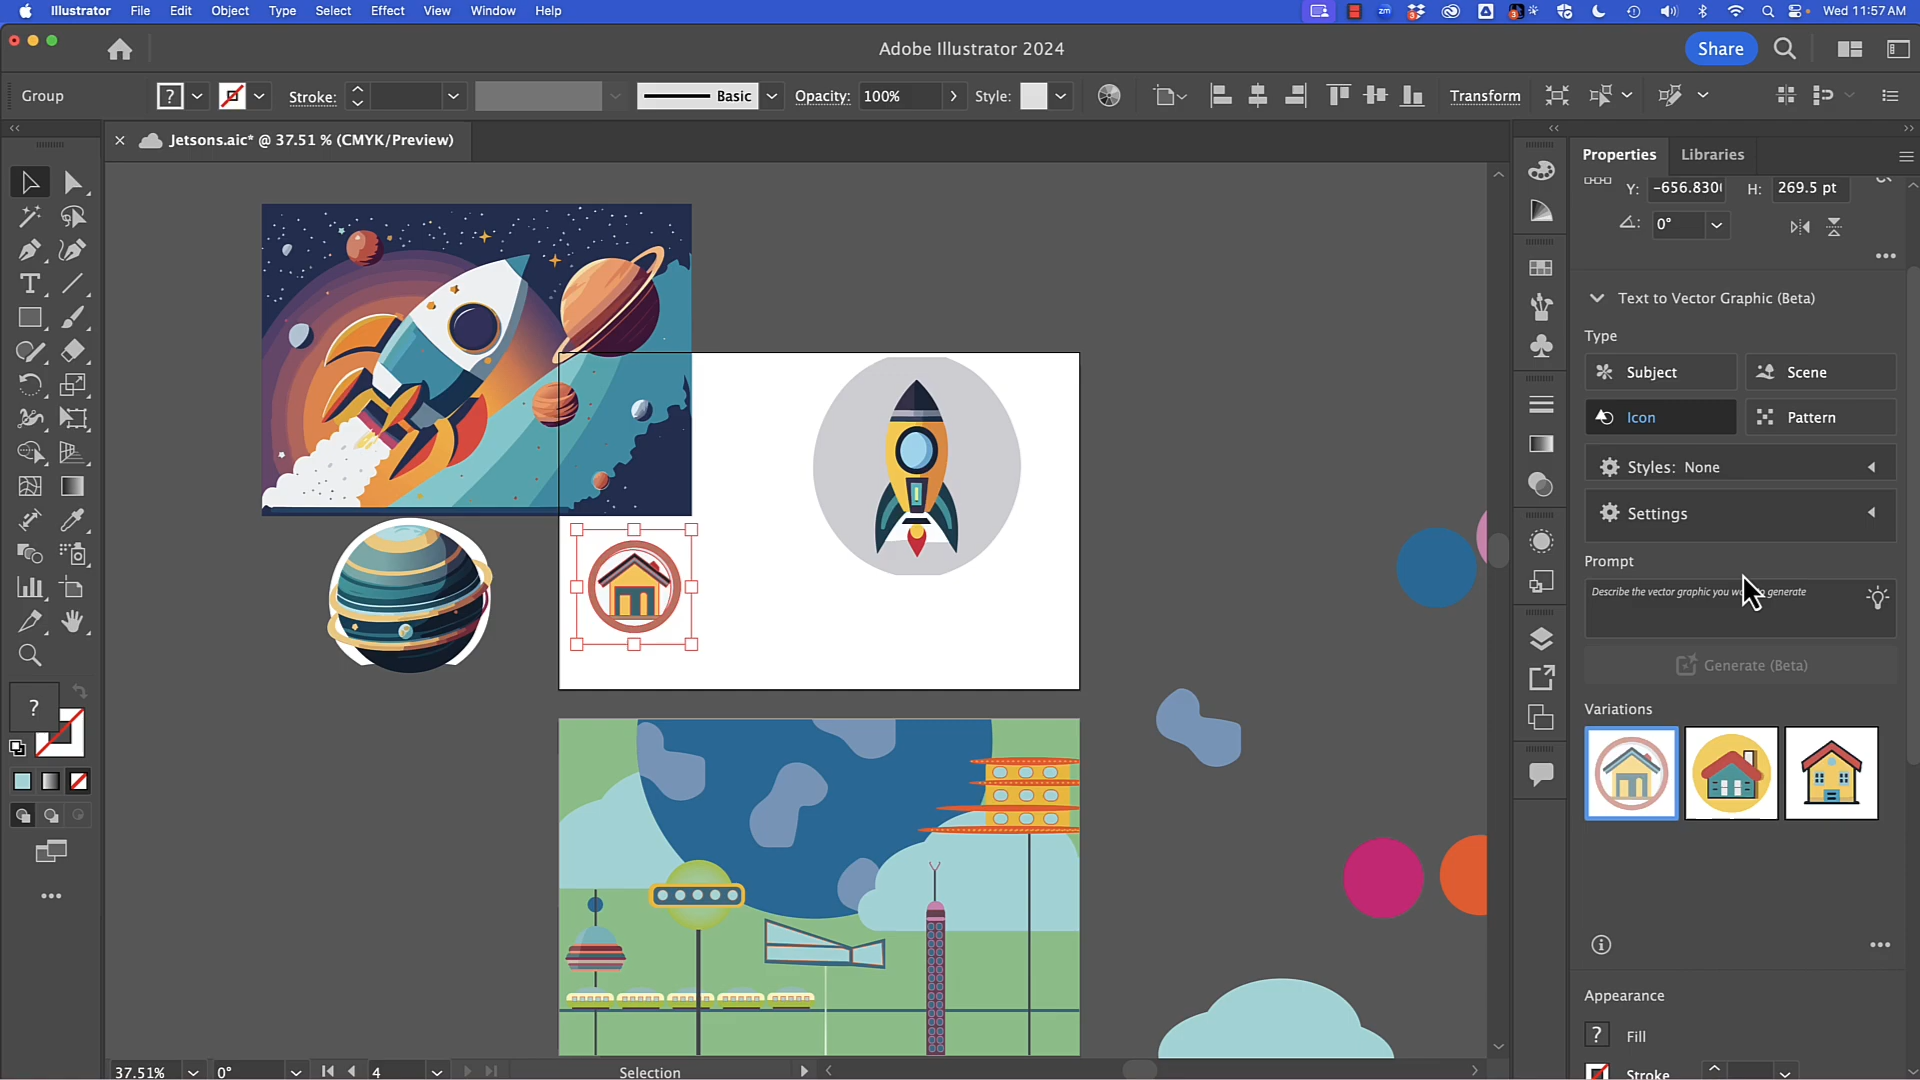 Illustrator File Edit Object Type Select Effect View Window Help
Wed 11:57 AM
Adobe Illustrator 2024
Share
Group
?
Stroke:
Basic
Opacity: 100%
Style:
Transform
Jetsons.aic* @ 37.51 % (CMYK/Preview)
Properties
Libraries
Y: -656.830
H: 269.5 pt
0°
Text to Vector Graphic (Beta)
Type
Subject
Scene
Icon
Pattern
Styles: None
Settings
Prompt
Describe the vector graphic you generate
Generate (Beta)
Variations
?
Appearance
? Fill
Stroke
37.51%
0°
4
Selection